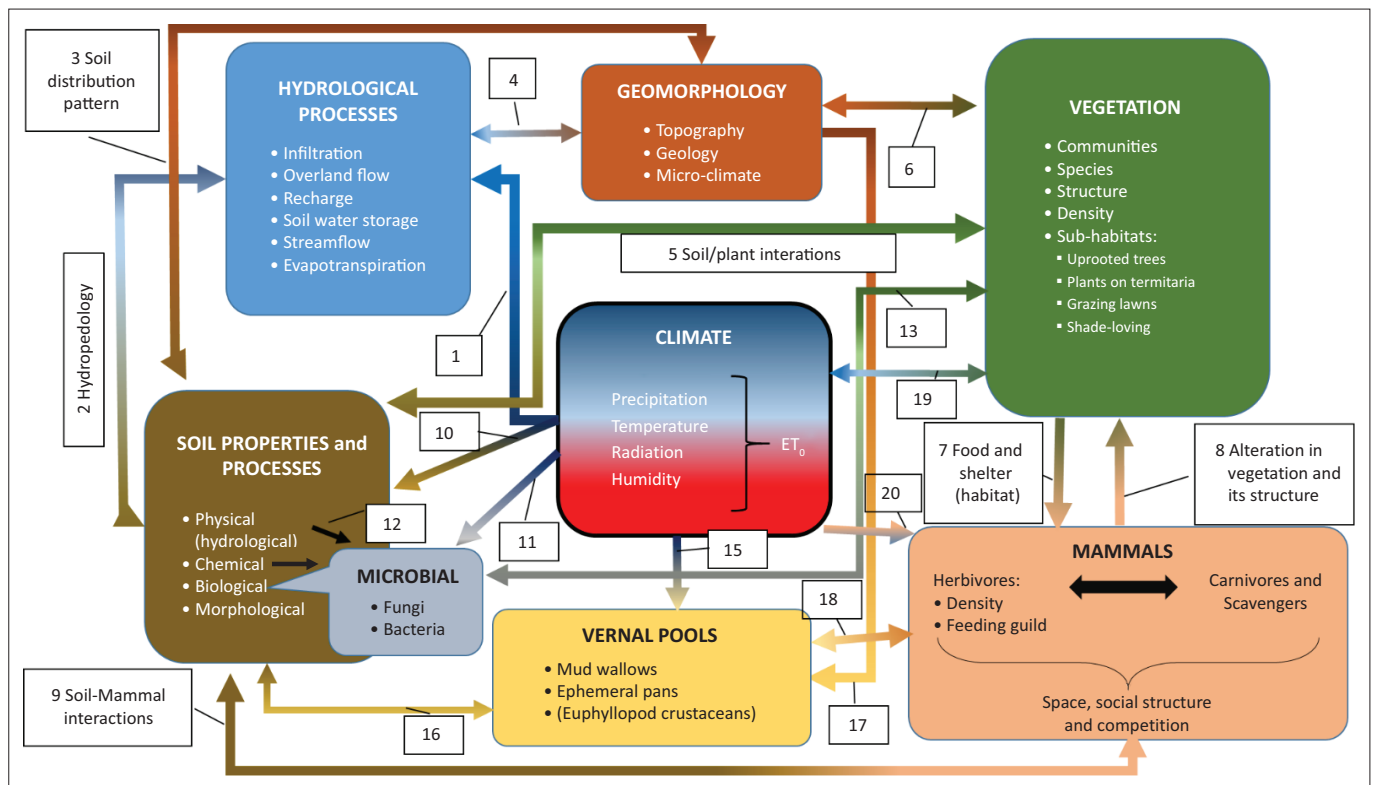 3 Soil
distribution
pattern
HYDROLOGICAL
PROCESSES
• Infiltration
• Overland flow
• Recharge
• Soil water storage
• Streamflow
• Evapotranspiration
4
GEOMORPHOLOGY
• Topography
• Geology
• Micro-climate
6
VEGETATION
• Communities
• Species
• Structure
• Density
• Sub-habitats:
▪ Uprooted trees
▪ Plants on termitaria
▪ Grazing lawns
▪ Shade-loving
5 Soil/plant interations
2 Hydropedology
1
13
CLIMATE
Precipitation
Temperature
Radiation
Humidity
ET0
19
10
SOIL PROPERTIES and
PROCESSES
• Physical
(hydrological)
• Chemical
• Biological
• Morphological
12
11
MICROBIAL
• Fungi
• Bacteria
7 Food and
shelter
(habitat)
8 Alteration in
vegetation and
its structure
20
15
MAMMALS
Herbivores:
• Density
• Feeding guild
Carnivores and
Scavengers
Space, social structure
and competition
18
VERNAL POOLS
• Mud wallows
• Ephemeral pans
• (Euphyllopod crustaceans)
17
16
9 Soil-Mammal
interactions